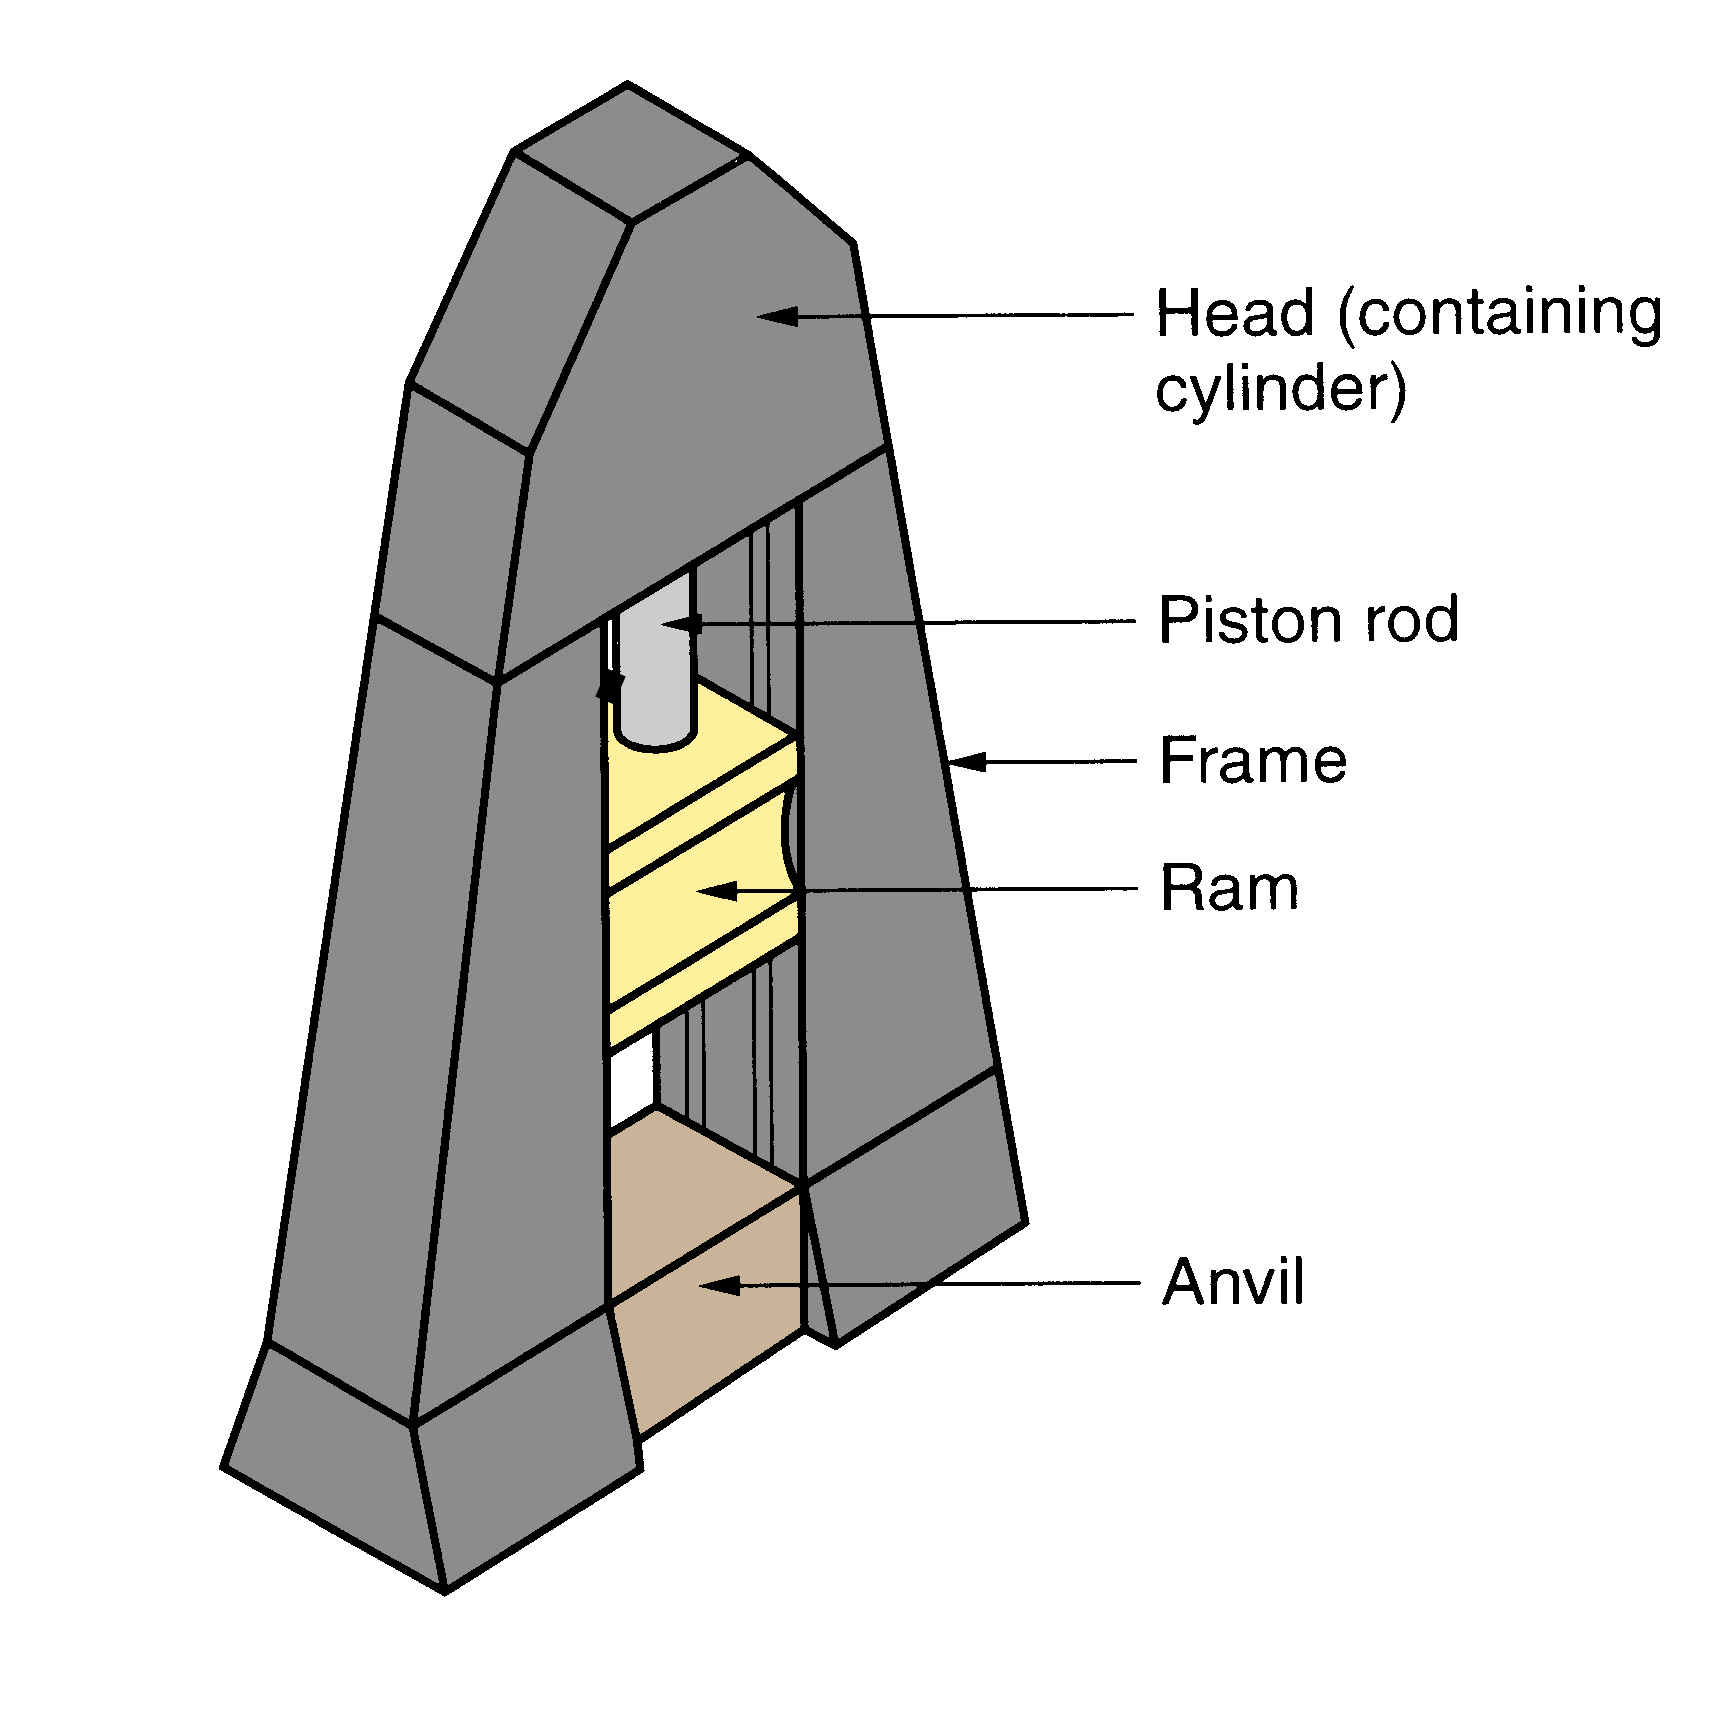 Head (containing
cylinder)
Piston rod
Frame
Ram
Anvil